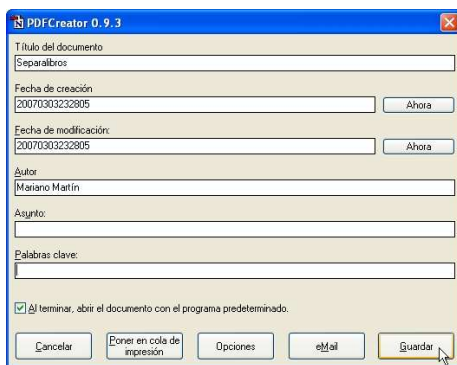 PDFCreator 0.9.3
Título del documento
Separalibros
Fecha de creación
20070303232805
Ahora
Fecha de modificación:
20070303232805
Ahora
Autor
Mariano Martín
Asunto:
Palabras clave:
Al terminar, abrir el documento con el programa predeterminado.
Cancelar
Poner en cola de
impresión
Opciones
eMail
Guardar